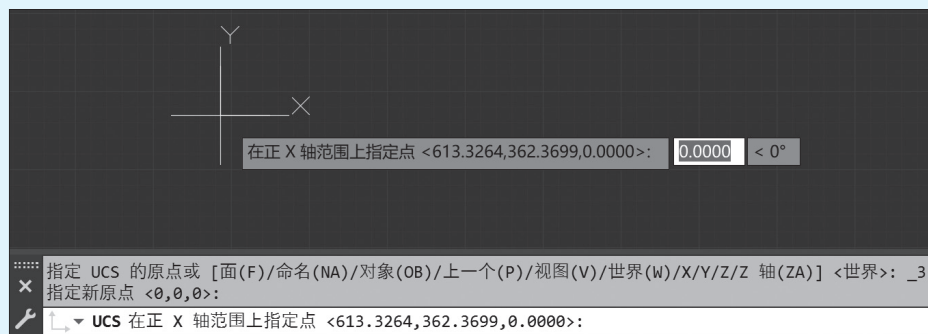 Y
X
在正 X 轴范围上指定点 <613.3264,362.3699,0.0000>: 0.0000 < 0°
指定 UCS 的原点或 [面(F)/命名(NA)/对象(OB)/上一个(P)/视图(V)/世界(W)/X/Y/Z/Z 轴(ZA)] <世界>: _3
指定新原点 <0,0,0>:
UCS 在正 X 轴范围上指定点 <613.3264,362.3699,0.0000>: